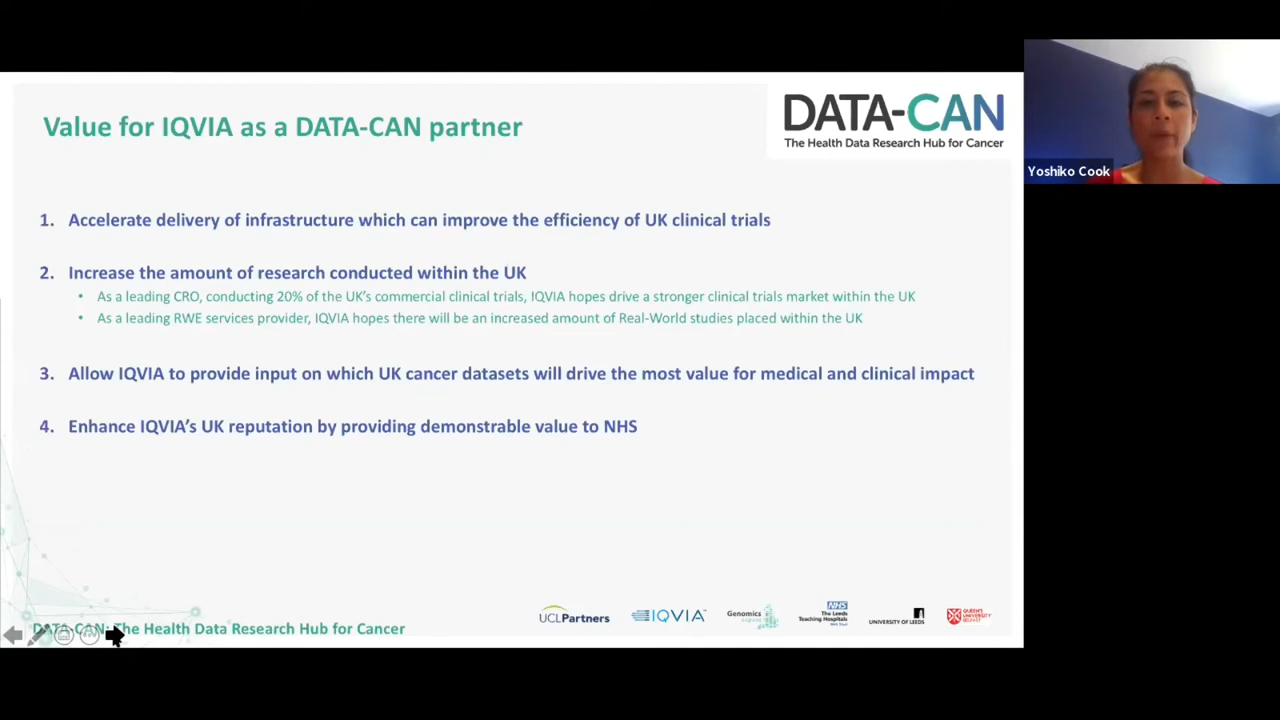 Value for IQVIA as a DATA-CAN partner
DATA-CAN
The Health Data Research Hub for Cancer
Yoshiko Cook
1. Accelerate delivery of infrastructure which can improve the efficiency of UK clinical trials
2. Increase the amount of research conducted within the UK
• As a leading CRO, conducting 20% of the UK's commercial clinical trials, IQVIA hopes drive a stronger clinical trials market within the UK
• As a leading RWE services provider, IQVIA hopes there will be an increased amount of Real-World studies placed within the UK
3. Allow IQVIA to provide input on which UK cancer datasets will drive the most value for medical and clinical impact
4. Enhance IQVIA's UK reputation by providing demonstrable value to NHS
DATA-CAN: The Health Data Research Hub for Cancer
UCLPartners
IQVIA
Genomics
england
NHS
The Leeds
Teaching Hospitals
NHS Trust
UNIVERSITY OF LEEDS
QUEEN'S
UNIVERSITY
BELFAST